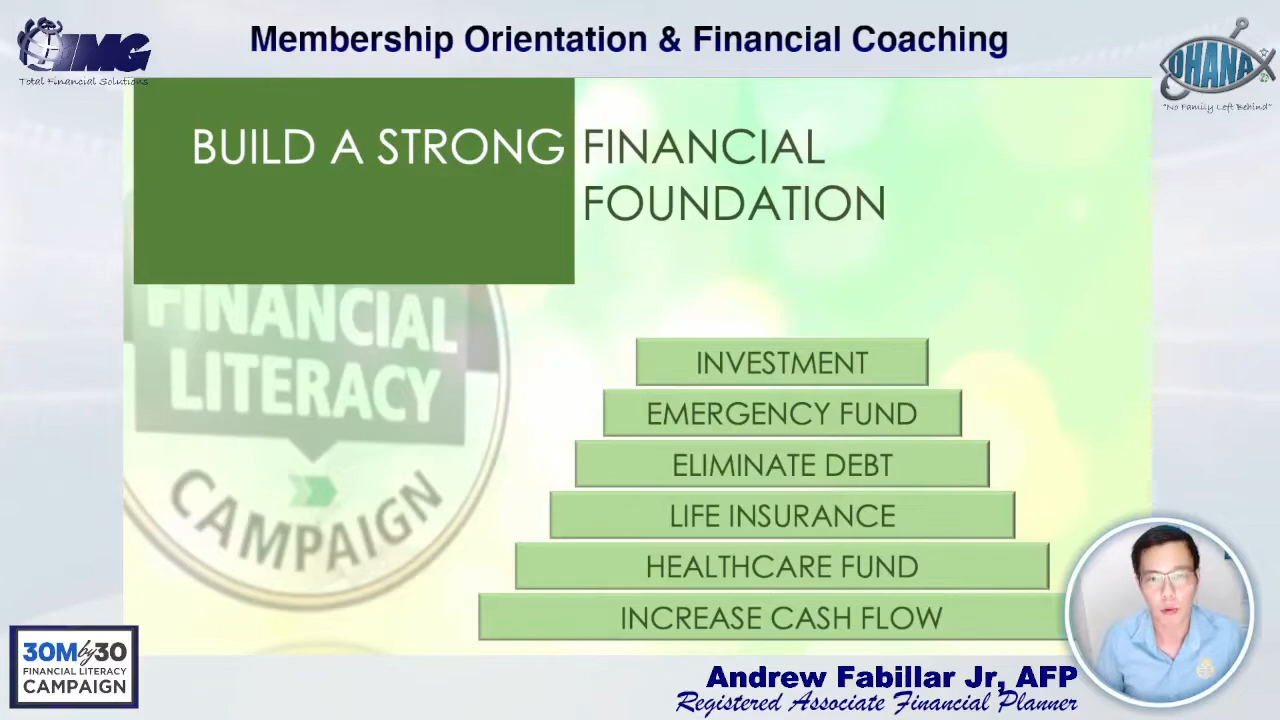 IMG
Total Financial Solutions
Membership Orientation & Financial Coaching
OHANA
"No Family Left Behind"
BUILD A STRONG FINANCIAL
FOUNDATION
FINANCIAL
LITERACY
CAMPAIGN
INVESTMENT
EMERGENCY FUND
ELIMINATE DEBT
LIFE INSURANCE
HEALTHCARE FUND
INCREASE CASH FLOW
30M by 30
FINANCIAL LITERACY
CAMPAIGN
Andrew Fabillar Jr, AFP
Registered Associate Financial Planner